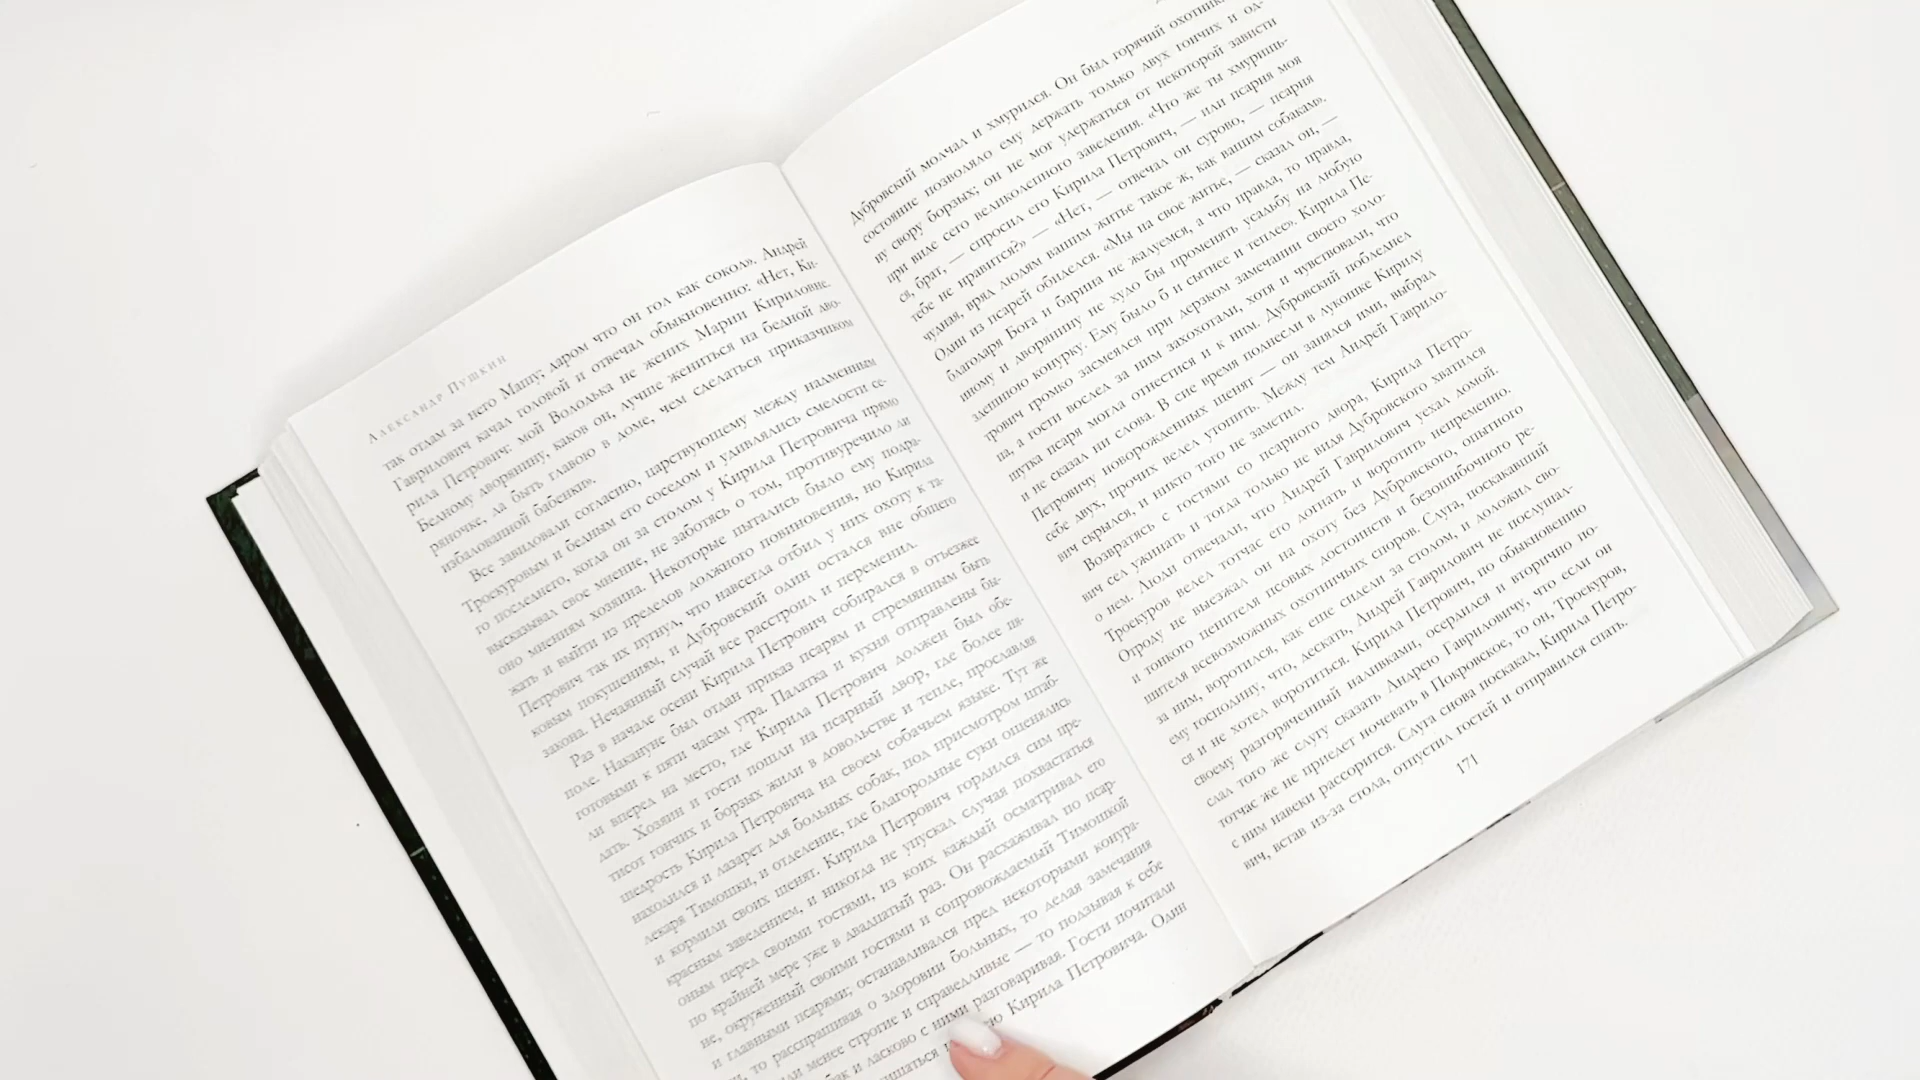 Александр Пушкин
так отдам за него Машу; даром что он гол как сокол». Андрей
Гаврилович качал головой и отвечал обыкновенно: «Нет, Ки-
рила Петрович: мой Володька не жених Марии Кириловне.
Бедному дворянину, каков он, лучше жениться на бедной дво-
ряночке, да быть главою в доме, чем сделаться приказчиком
избалованной бабенки».
Все завидовали согласию, царствующему между надменным
Троекуровым и бедным его соседом и удивлялись смелости се-
го последнего, когда он за столом у Кирила Петровича прямо
высказывал свое мнение, не заботясь о том, противуречило ли
оно мнениям хозяина. Некоторые пытались было ему подра-
жать и выйти из пределов должного повиновения, но Кирила
Петрович так их пугнул, что навсегда отбил у них охоту к та-
ковым покушениям, и Дубровский один остался вне общего
закона. Нечаянный случай все расстроил и переменил.
Раз в начале осени Кирила Петрович собирался в отъезжее
поле. Накануне был отдан приказ псарям и стремянным быть
готовыми к пяти часам утра. Палатка и кухня отправлены бы-
ли вперед на место, где Кирила Петрович должен был обе-
дать. Хозяин и гости пошли на псарный двор, где более пя-
тисот гончих и борзых жили в довольстве и тепле, прославляя
щедрость Кирила Петровича на своем собачьем языке. Тут же
находился и лазарет для больных собак, под присмотром штаб-
лекаря Тимошки, и отделение, где благородные суки ощенялись
и кормили своих щенят. Кирила Петрович гордился сим пре-
красным заведением, и никогда не упускал случая похвастаться
оным перед своими гостями, из коих каждый осматривал его
по крайней мере уже в двадцатый раз. Он расхаживал по псар-
не, окруженный своими гостями и сопровождаемый Тимошкой
и главными псарями; останавливался пред некоторыми конура-
то расспрашивая о здоровии больных, то делая замечания
менее строгие и справедливые — то подзывая к себе
и ласково с ними разговаривая. Гости почитали
Кирила Петровича. Один
Дубровский молчал и хмурился. Он был горячий охотник.
состояние позволяло ему держать только двух гончих и од-
ну свору борзых; он не мог удержаться от некоторой зависти
при виде сего великолепного заведения. «Что же ты хмуришь-
ся, брат, — спросил его Кирила Петрович, — или псарня моя
тебе не нравится?» — «Нет, — отвечал он сурово, — псарня
чудная, вряд людям вашим житье такое ж, как вашим собакам».
Один из псарей обиделся. «Мы на свое житье, — сказал он, —
благодаря Бога и барина не жалуемся, а что правда, то правда,
иному и дворянину не худо бы променять усадьбу на любую
здешнюю конурку. Ему было б и сытнее и теплее». Кирила Пе-
трович громко засмеялся при дерзком замечании своего холо-
па, а гости вослед за ним захохотали, хотя и чувствовали, что
шутка псаря могла отнестися и к ним. Дубровский побледнел
и не сказал ни слова. В сие время поднесли в лукошке Кирилу
Петровичу новорожденных щенят — он занялся ими, выбрал
себе двух, прочих велел утопить. Между тем Андрей Гаврило-
вич скрылся, и никто того не заметил.
Возвратясь с гостями со псарного двора, Кирила Петро-
вич сел ужинать и тогда только не видя Дубровского хватился
о нем. Люди отвечали, что Андрей Гаврилович уехал домой.
Троекуров велел тотчас его догнать и воротить непременно.
Отроду не выезжал он на охоту без Дубровского, опытного
и тонкого ценителя псовых достоинств и безошибочного ре-
шителя всевозможных охотничьих споров. Слуга, поскакавший
за ним, воротился, как еще сидели за столом, и доложил сво-
ему господину, что, дескать, Андрей Гаврилович не послушал-
ся и не хотел воротиться. Кирила Петрович, по обыкновению
своему разгоряченный наливками, осердился и вторично по-
слал того же слугу сказать Андрею Гавриловичу, что если он
тотчас же не приедет ночевать в Покровское, то он, Троекуров,
с ним навеки рассорится. Слуга снова поскакал, Кирила Петро-
вич, встав из-за стола, отпустил гостей и отправился спать.
171